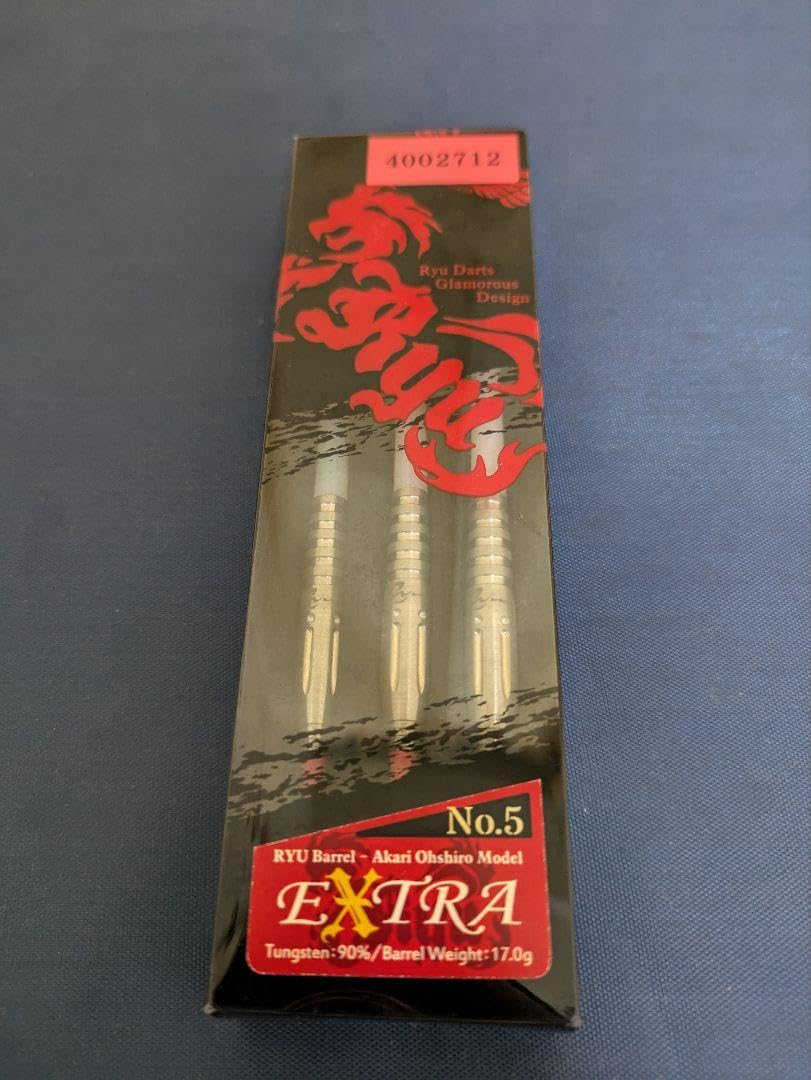 4002712
Ryu Darts
Glamorous
Design
No.5
RYU Barrel - Akari Ohshiro Model
EXTRA
Tungsten:90%/Barrel Weight:17.0g